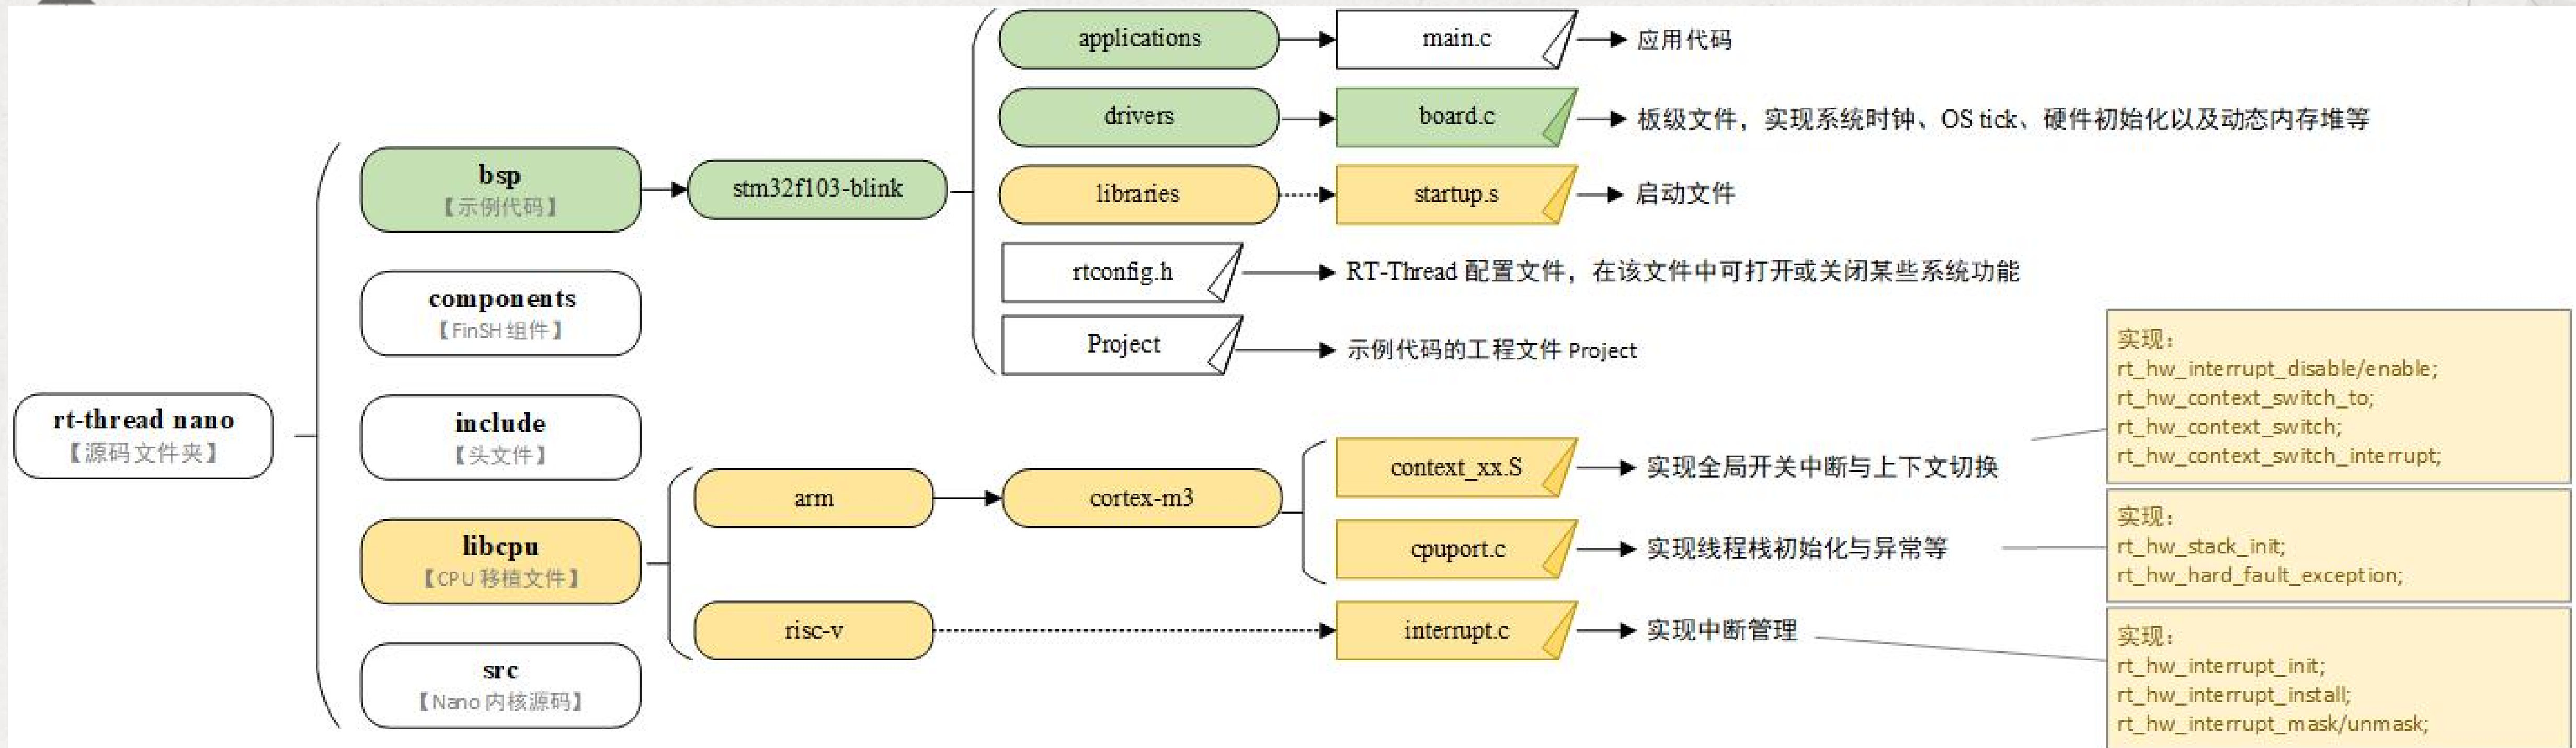 rt-thread nano
【源码文件夹】
bsp
【示例代码】
components
【FinSH 组件】
include
【头文件】
libcpu
【CPU 移植文件】
src
【Nano 内核源码】
stm32f103-blink
applications
main.c
应用代码
drivers
board.c
板级文件，实现系统时钟、OS tick、硬件初始化以及动态内存堆等
libraries
startup.s
启动文件
rtconfig.h
RT-Thread 配置文件，在该文件中可打开或关闭某些系统功能
Project
示例代码的工程文件 Project
arm
cortex-m3
context_xx.S
实现全局开关中断与上下文切换
cpuport.c
实现线程栈初始化与异常等
risc-v
interrupt.c
实现中断管理
实现：
rt_hw_interrupt_disable/enable;
rt_hw_context_switch_to;
rt_hw_context_switch;
rt_hw_context_switch_interrupt;
实现：
rt_hw_stack_init;
rt_hw_hard_fault_exception;
实现：
rt_hw_interrupt_init;
rt_hw_interrupt_install;
rt_hw_interrupt_mask/unmask;